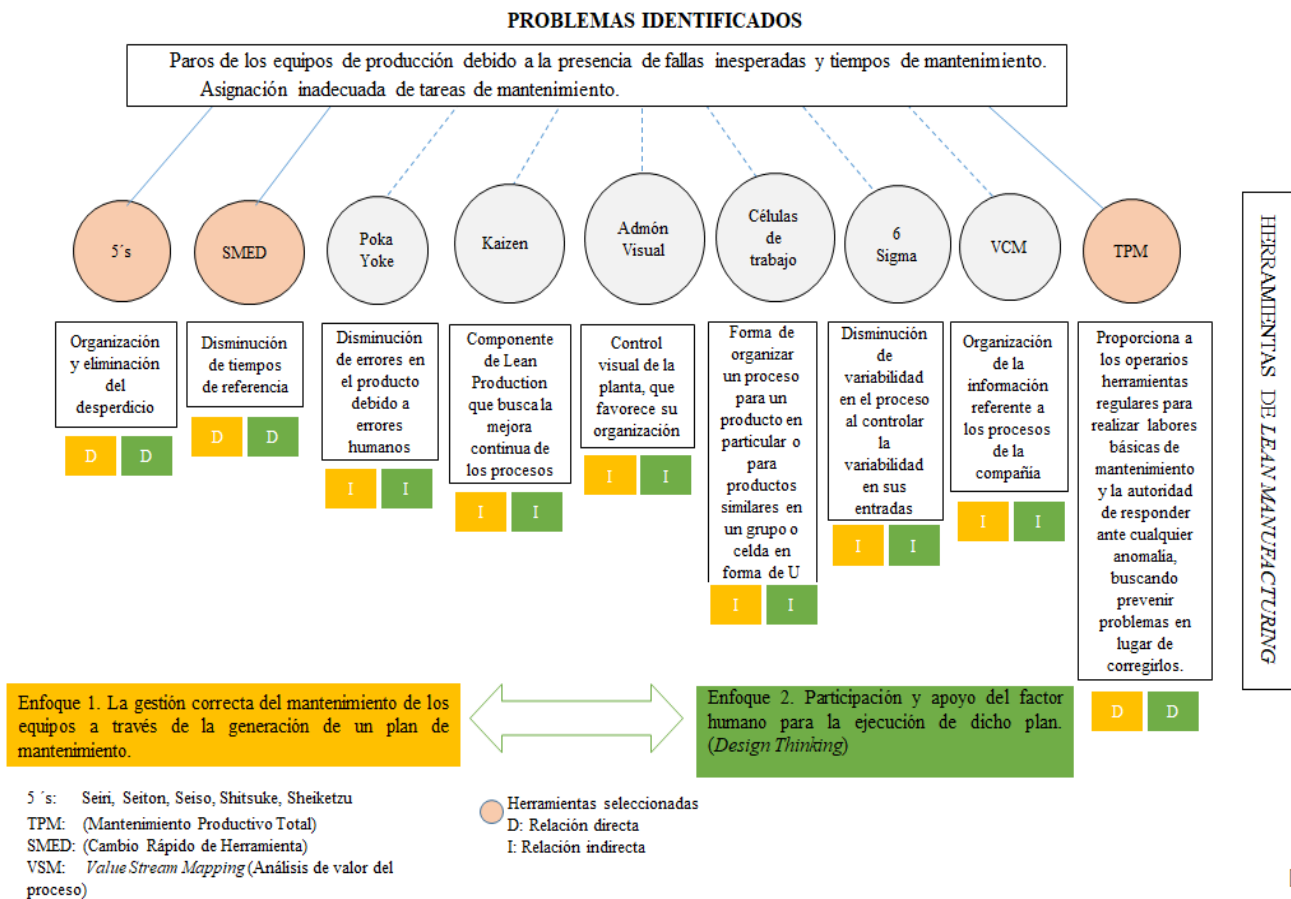 PROBLEMAS IDENTIFICADOS
Paros de los equipos de producción debido a la presencia de fallas inesperadas y tiempos de mantenimiento.
Asignación inadecuada de tareas de mantenimiento.
5´s
SMED
Poka
Yoke
Kaizen
Admón
Visual
Células
de
trabajo
6
Sigma
VCM
TPM
HERRAMIENTAS DE LEAN MANUFACTURING
Organización
y eliminación
del
desperdicio
D D
Disminución
de tiempos
de referencia
D D
Disminución
de errores en
el producto
debido a
errores
humanos
I I
Componente
de Lean
Production
que busca la
mejora
continua de
los procesos
I I
Control
visual de la
planta, que
favorece su
organización
I I
Forma de
organizar
un proceso
para un
producto en
particular o
para
productos
similares en
un grupo o
celda en
forma de U
I I
Disminución
de
variabilidad
en el proceso
al controlar
la
variabilidad
en sus
entradas
I I
Organización
de la
información
referente a
los procesos
de la
compañía
I I
Proporciona a
los operarios
herramientas
regulares para
realizar labores
básicas de
mantenimiento
y la autoridad
de responder
ante cualquier
anomalía,
buscando
prevenir
problemas en
lugar de
corregirlos.
D D
Enfoque 1. La gestión correcta del mantenimiento de los
equipos a través de la generación de un plan de
mantenimiento.
Enfoque 2. Participación y apoyo del factor
humano para la ejecución de dicho plan.
(Design Thinking)
5 ´s: Seiri, Seiton, Seiso, Shitsuke, Sheiketzu
TPM: (Mantenimiento Productivo Total)
SMED: (Cambio Rápido de Herramienta)
VSM: Value Stream Mapping (Análisis de valor del
proceso)
Herramientas seleccionadas
D: Relación directa
I: Relación indirecta